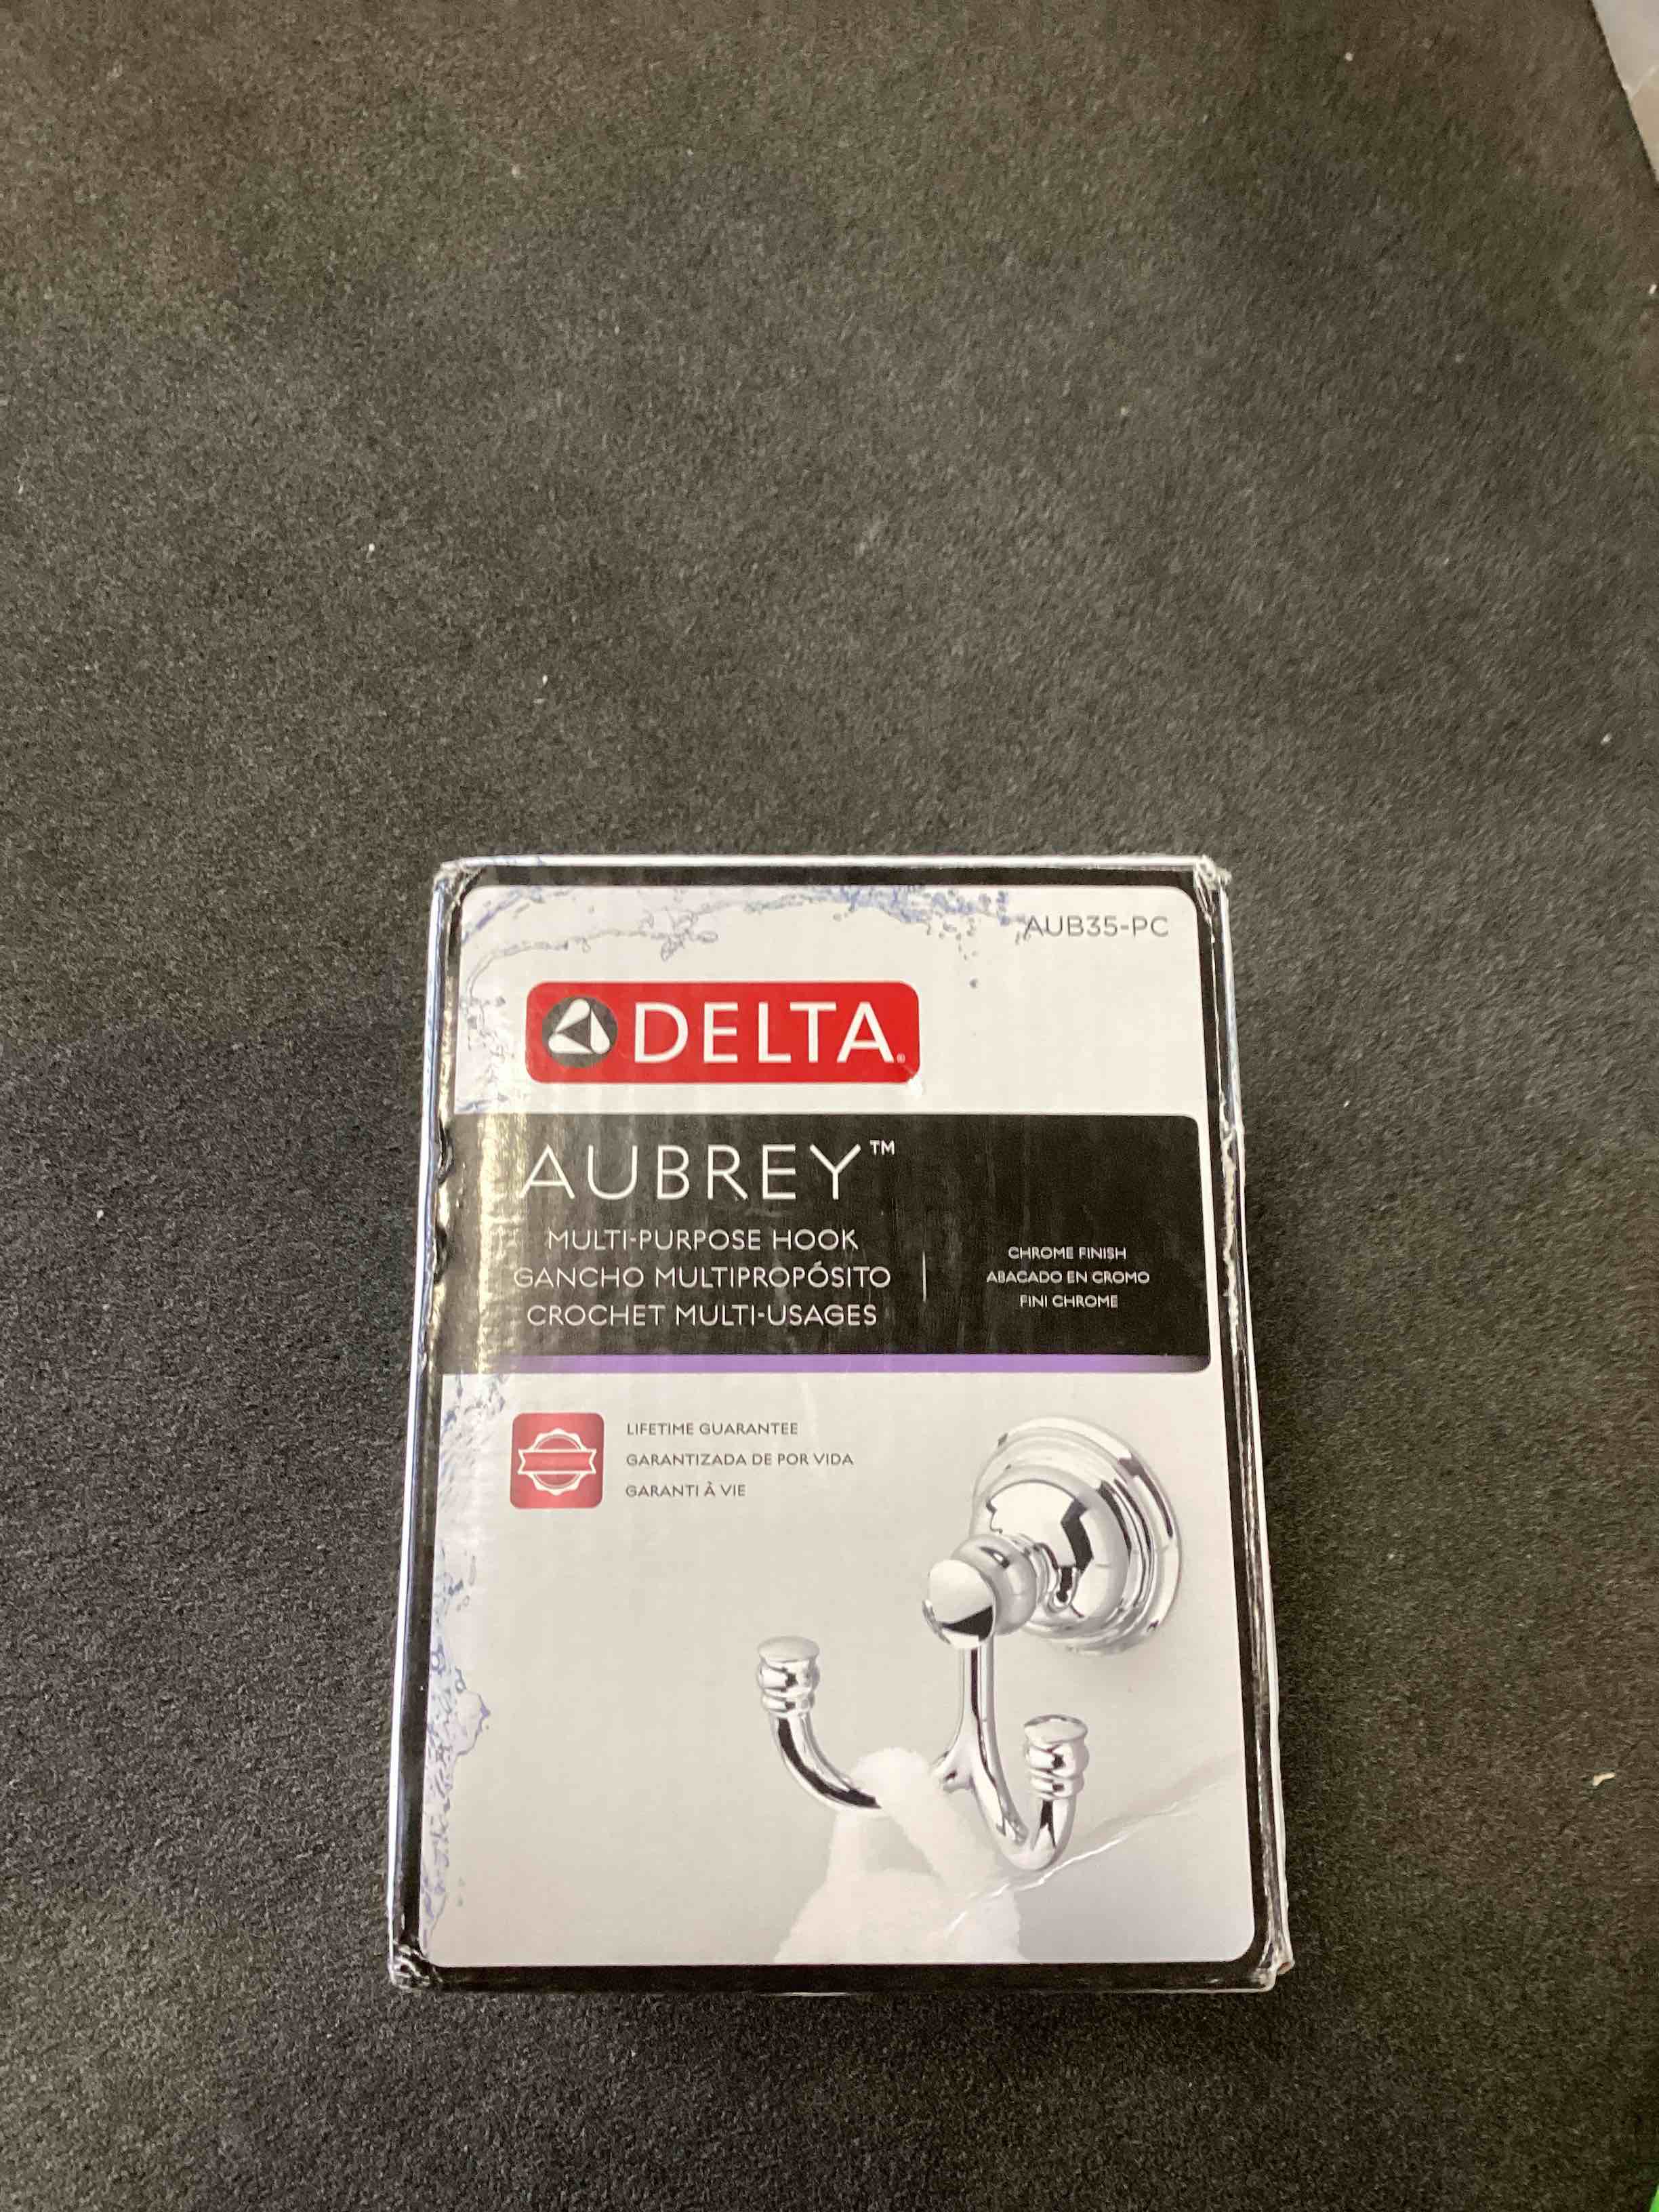 AUB35-PC
DELTA®
AUBREY™
MULTI-PURPOSE HOOK
GANCHO MULTIPROPÓSITO
CROCHET MULTI-USAGES
CHROME FINISH
ABACADO EN CROMO
FINI CHROME
LIFETIME GUARANTEE
GARANTIZADA DE POR VIDA
GARANTI À VIE